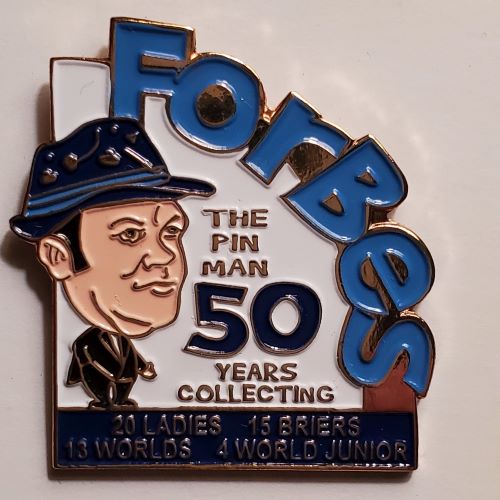 ForBes
THE
PIN
MAN
50
YEARS
COLLECTING
20 LADIES 15 BRIERS
13 WORLDS 4 WORLD JUNIOR